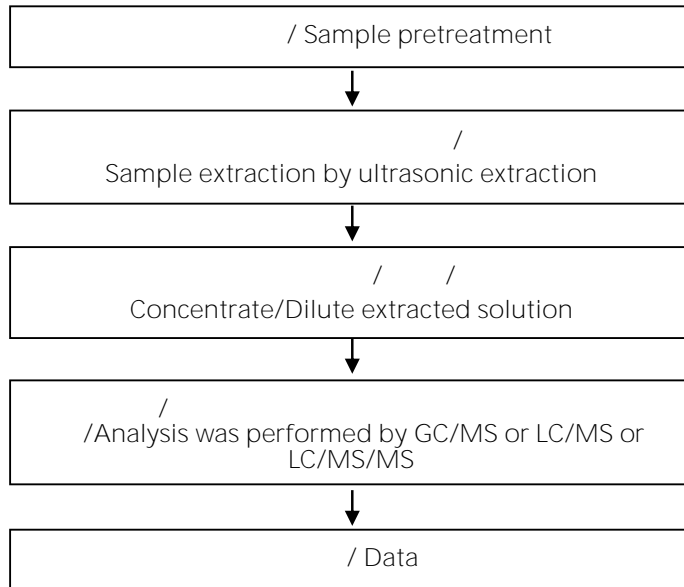 / Sample pretreatment
/
Sample extraction by ultrasonic extraction
/ /
Concentrate/Dilute extracted solution
/
/Analysis was performed by GC/MS or LC/MS or
LC/MS/MS
/ Data